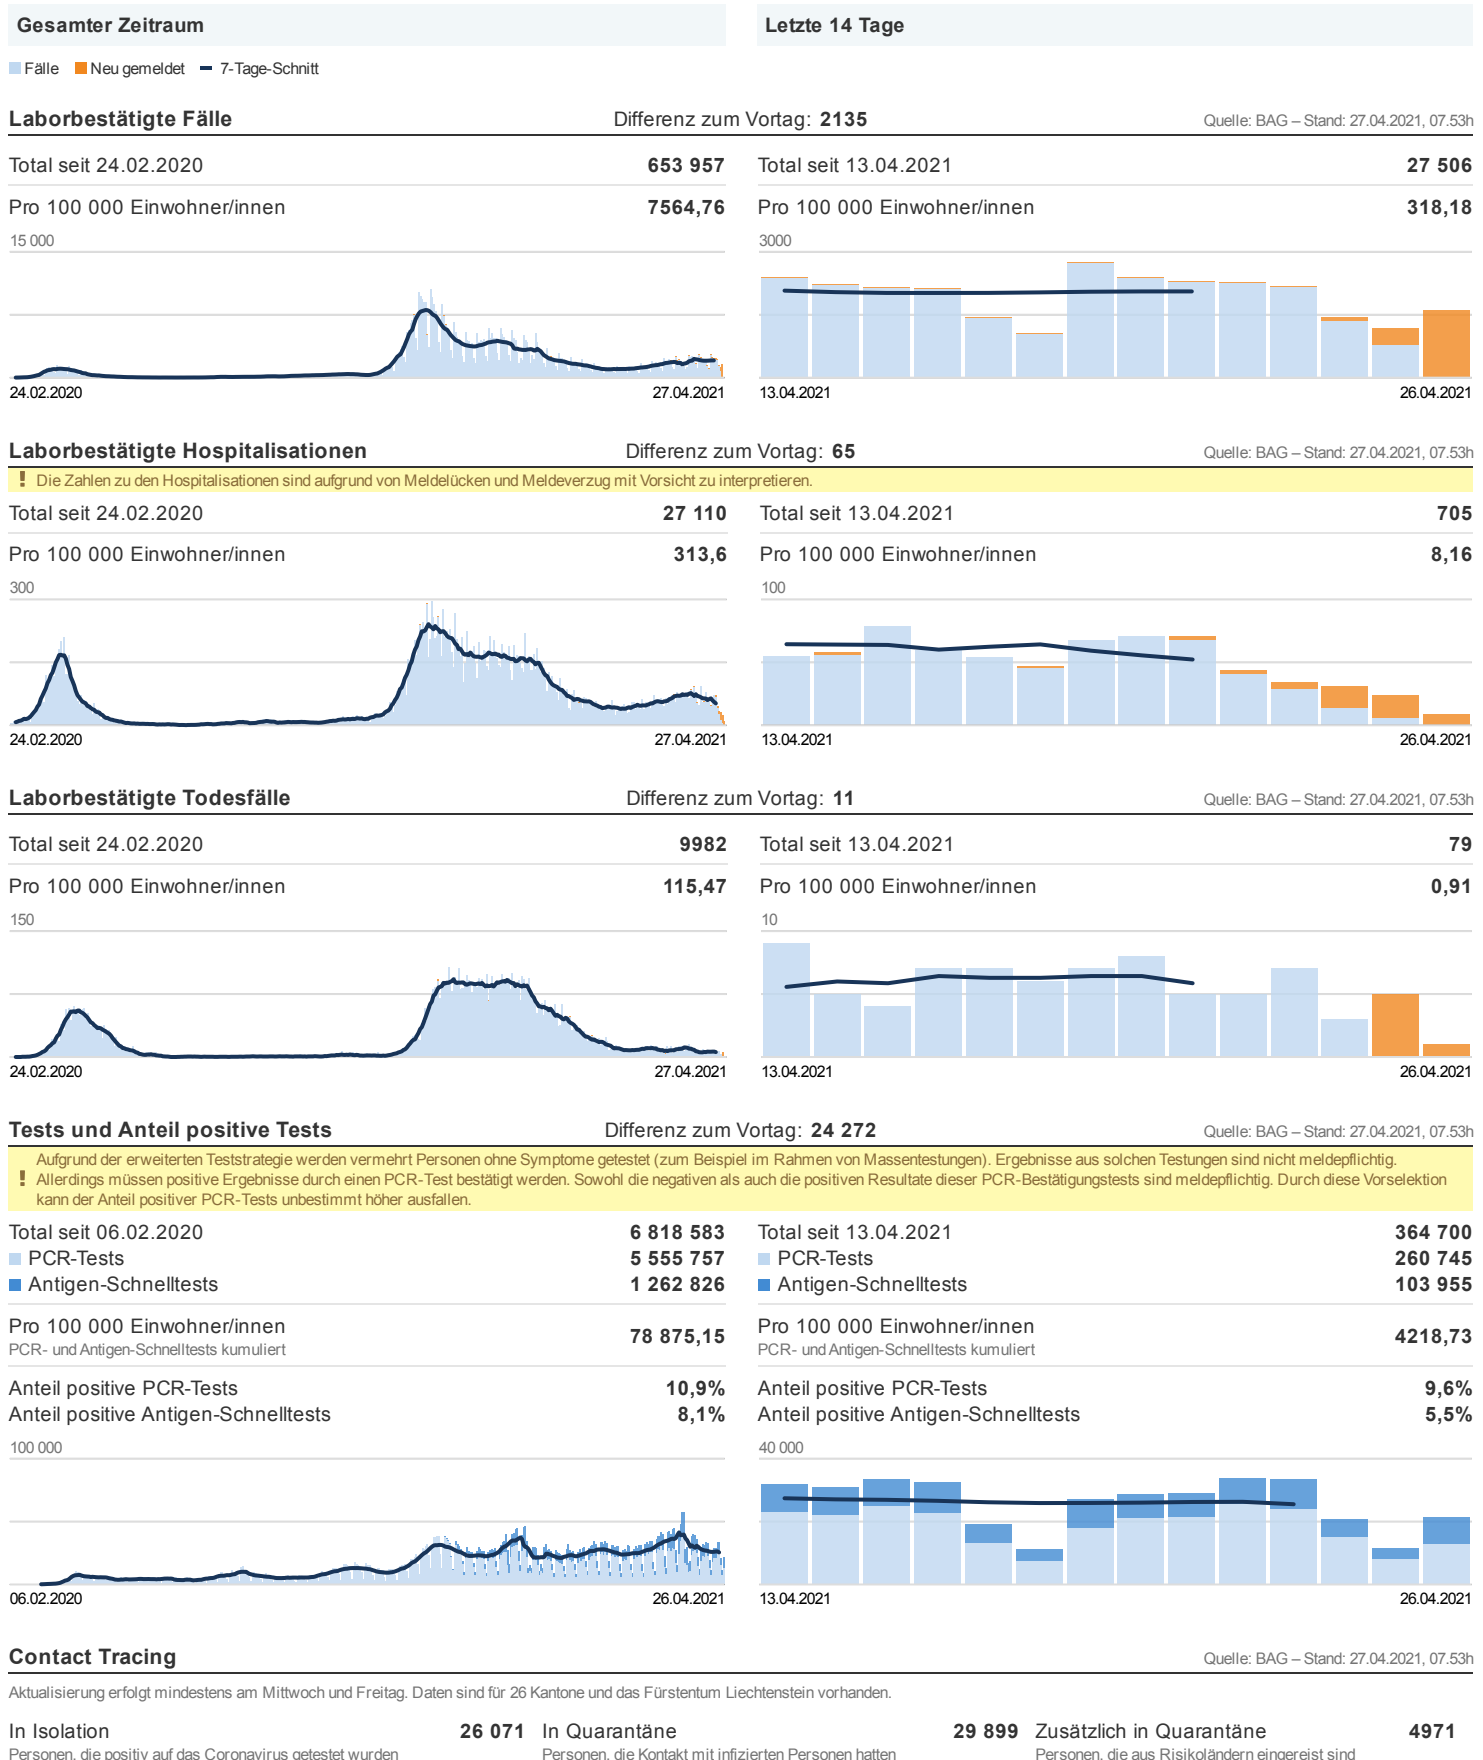 Gesamter Zeitraum
Letzte 14 Tage
Fälle Neu gemeldet 7-Tage-Schnitt
Laborbestätigte Fälle Differenz zum Vortag: 2135 Quelle: BAG – Stand: 27.04.2021, 07.53h
Total seit 24.02.2020 653 957
Pro 100 000 Einwohner/innen 7564,76
15 000
24.02.2020 27.04.2021
Total seit 13.04.2021 27 506
Pro 100 000 Einwohner/innen 318,18
3000
13.04.2021 26.04.2021
Laborbestätigte Hospitalisationen Differenz zum Vortag: 65 Quelle: BAG – Stand: 27.04.2021, 07.53h
! Die Zahlen zu den Hospitalisationen sind aufgrund von Meldelücken und Meldeverzug mit Vorsicht zu interpretieren.
Total seit 24.02.2020 27 110
Pro 100 000 Einwohner/innen 313,6
300
24.02.2020 27.04.2021
Total seit 13.04.2021 705
Pro 100 000 Einwohner/innen 8,16
100
13.04.2021 26.04.2021
Laborbestätigte Todesfälle Differenz zum Vortag: 11 Quelle: BAG – Stand: 27.04.2021, 07.53h
Total seit 24.02.2020 9982
Pro 100 000 Einwohner/innen 115,47
150
24.02.2020 27.04.2021
Total seit 13.04.2021 79
Pro 100 000 Einwohner/innen 0,91
10
13.04.2021 26.04.2021
Tests und Anteil positive Tests Differenz zum Vortag: 24 272 Quelle: BAG – Stand: 27.04.2021, 07.53h
Aufgrund der erweiterten Teststrategie werden vermehrt Personen ohne Symptome getestet (zum Beispiel im Rahmen von Massentestungen). Ergebnisse aus solchen Testungen sind nicht meldepflichtig.
! Allerdings müssen positive Ergebnisse durch einen PCR-Test bestätigt werden. Sowohl die negativen als auch die positiven Resultate dieser PCR-Bestätigungstests sind meldepflichtig. Durch diese Vorselektion
kann der Anteil positiver PCR-Tests unbestimmt höher ausfallen.
Total seit 06.02.2020 6 818 583
PCR-Tests 5 555 757
Antigen-Schnelltests 1 262 826
Pro 100 000 Einwohner/innen 78 875,15
PCR- und Antigen-Schnelltests kumuliert
Anteil positive PCR-Tests 10,9%
Anteil positive Antigen-Schnelltests 8,1%
100 000
06.02.2020 26.04.2021
Total seit 13.04.2021 364 700
PCR-Tests 260 745
Antigen-Schnelltests 103 955
Pro 100 000 Einwohner/innen 4218,73
PCR- und Antigen-Schnelltests kumuliert
Anteil positive PCR-Tests 9,6%
Anteil positive Antigen-Schnelltests 5,5%
40 000
13.04.2021 26.04.2021
Contact Tracing Quelle: BAG – Stand: 27.04.2021, 07.53h
Aktualisierung erfolgt mindestens am Mittwoch und Freitag. Daten sind für 26 Kantone und das Fürstentum Liechtenstein vorhanden.
In Isolation 26 071
Personen, die positiv auf das Coronavirus getestet wurden
In Quarantäne 29 899
Personen, die Kontakt mit infizierten Personen hatten
Zusätzlich in Quarantäne 4971
Personen, die aus Risikoländern eingereist sind